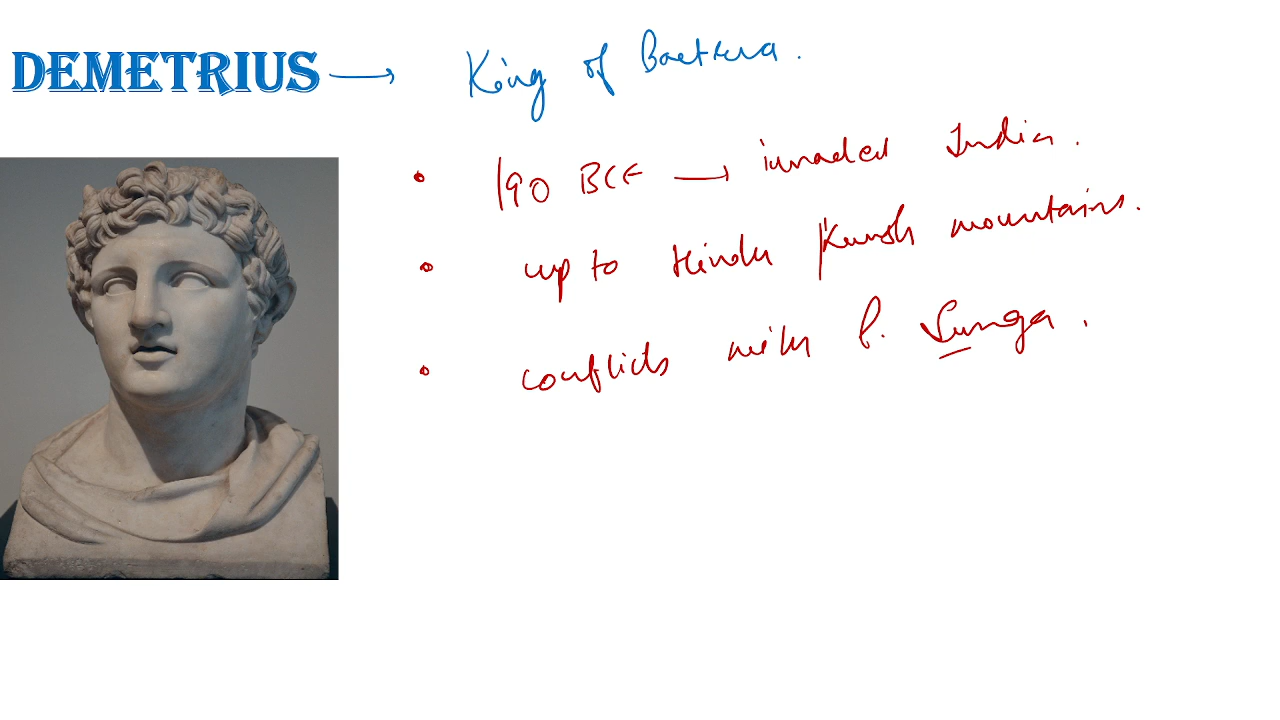 DEMETRIUS → King of Bactria.
• 190 BCE → invaded India.
• up to Hindu Kush mountains.
• conflicts with P. Sunga.